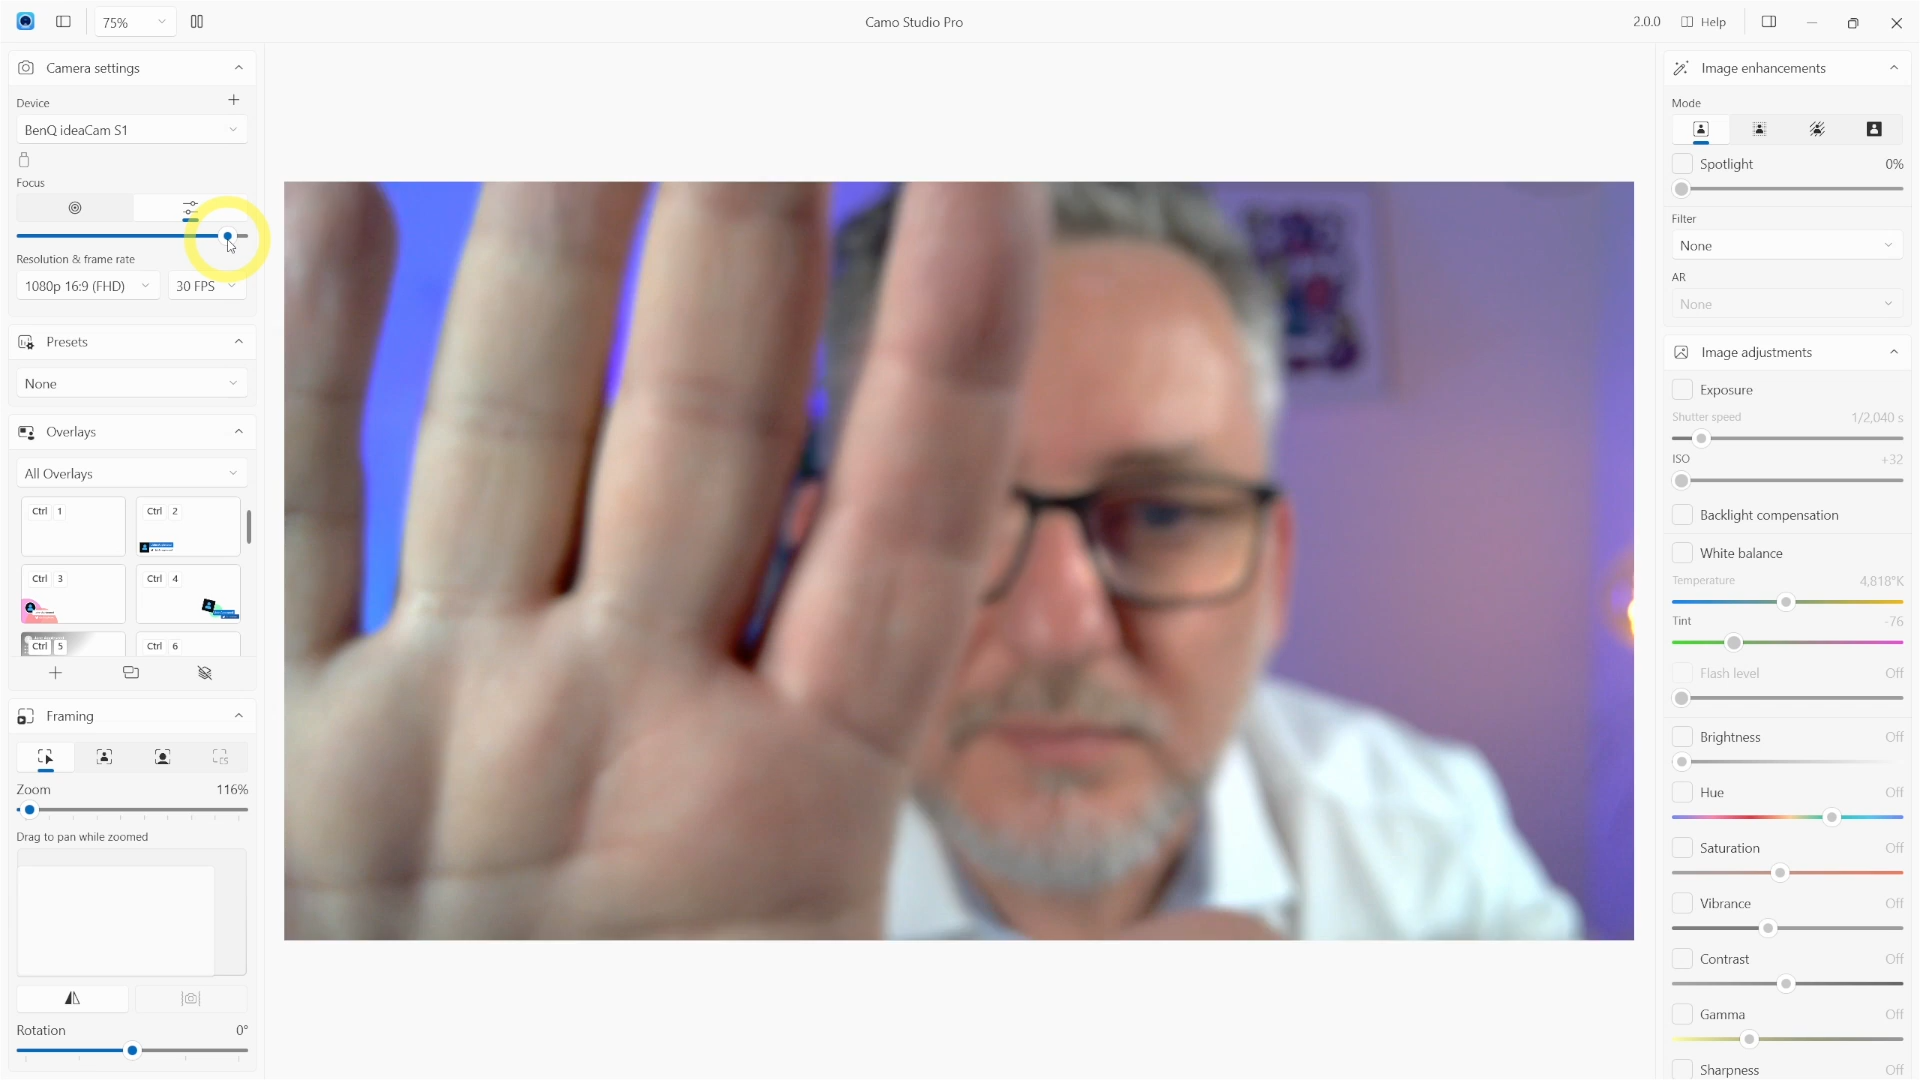 75%
Camo Studio Pro
2.0.0
Help
Camera settings
Device
BenQ ideaCam S1
Focus
Resolution & frame rate
1080p 16:9 (FHD)
30 FPS
Presets
None
Overlays
All Overlays
Ctrl 1
Ctrl 2
Ctrl 3
Ctrl 4
Ctrl 5
Ctrl 6
Framing
Zoom 116%
Drag to pan while zoomed
Rotation 0°
Image enhancements
Mode
Spotlight 0%
Filter
None
AR
None
Image adjustments
Exposure
Shutter speed 1/2,040 s
ISO +32
Backlight compensation
White balance
Temperature 4,818°K
Tint -76
Flash level Off
Brightness Off
Hue Off
Saturation Off
Vibrance Off
Contrast Off
Gamma Off
Sharpness Off